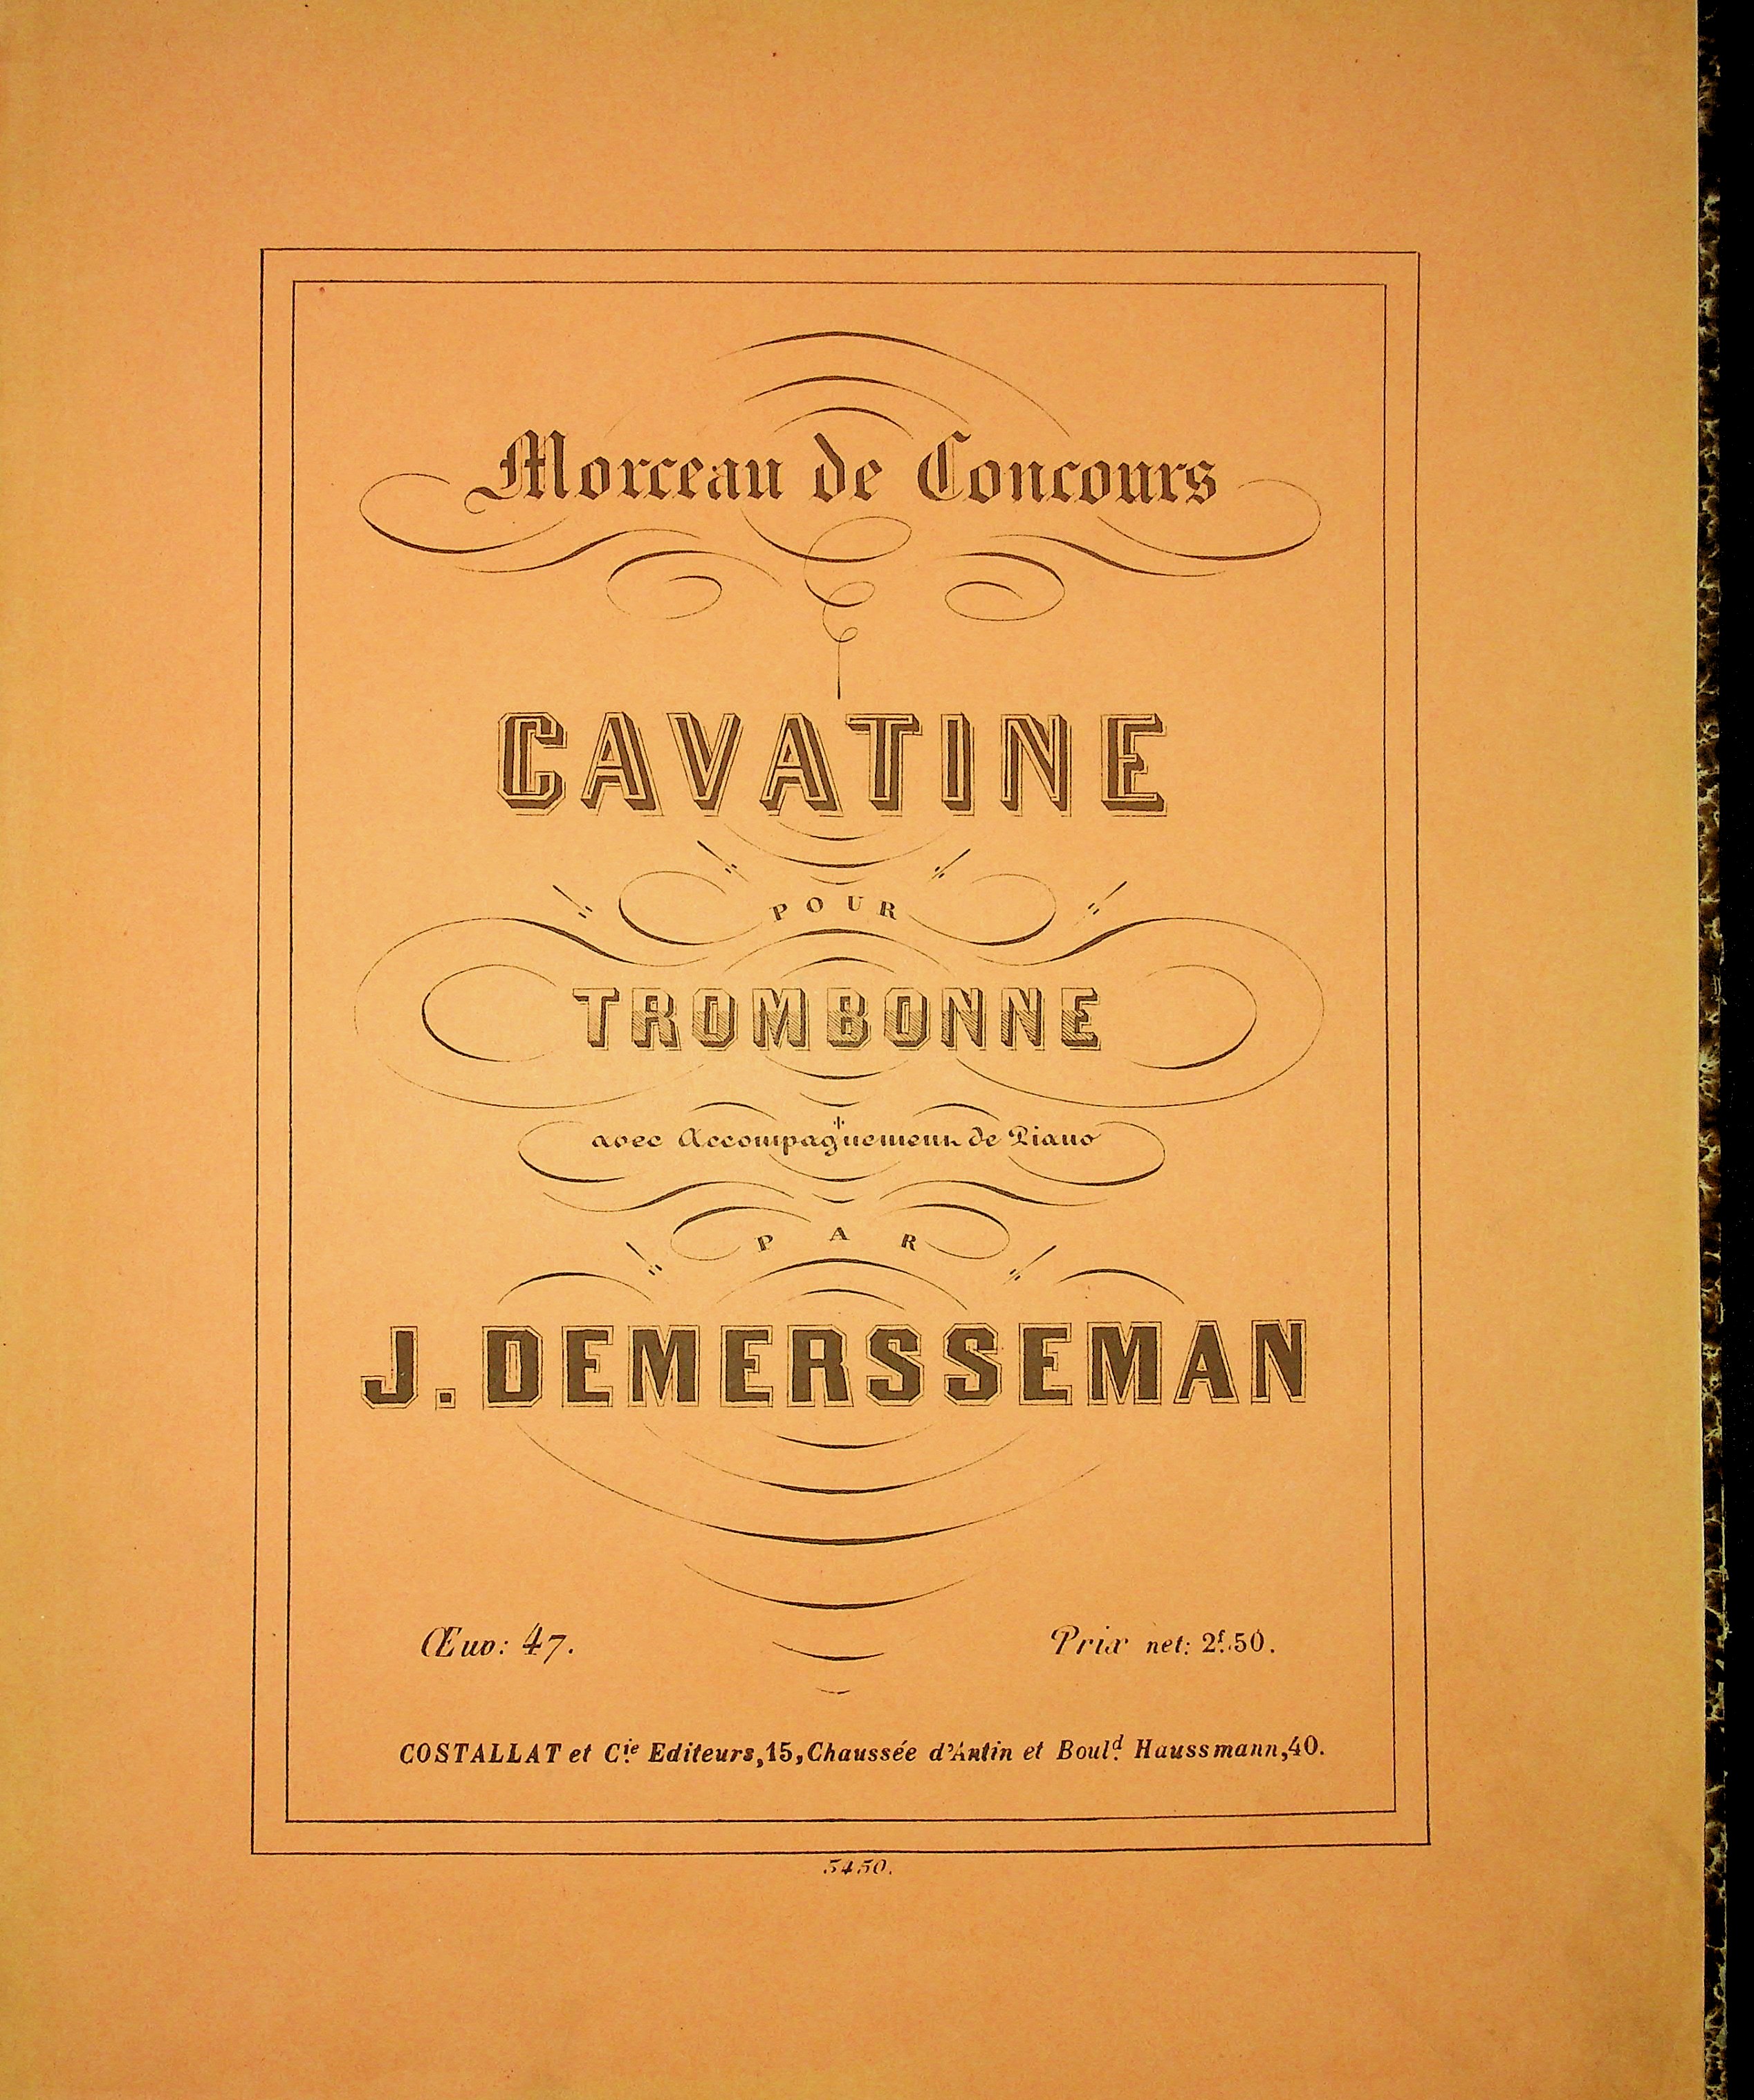 Morceau de Concours
CAVATINE
POUR
TROMBONNE
avec Accompagnement de Piano
PAR
J. DEMERSSEMAN
Œuv: 47.
Prix net: 2f.50.
COSTALLAT et Cie Editeurs, 15, Chaussée d'Antin et Bould Haussmann, 40.
5450.